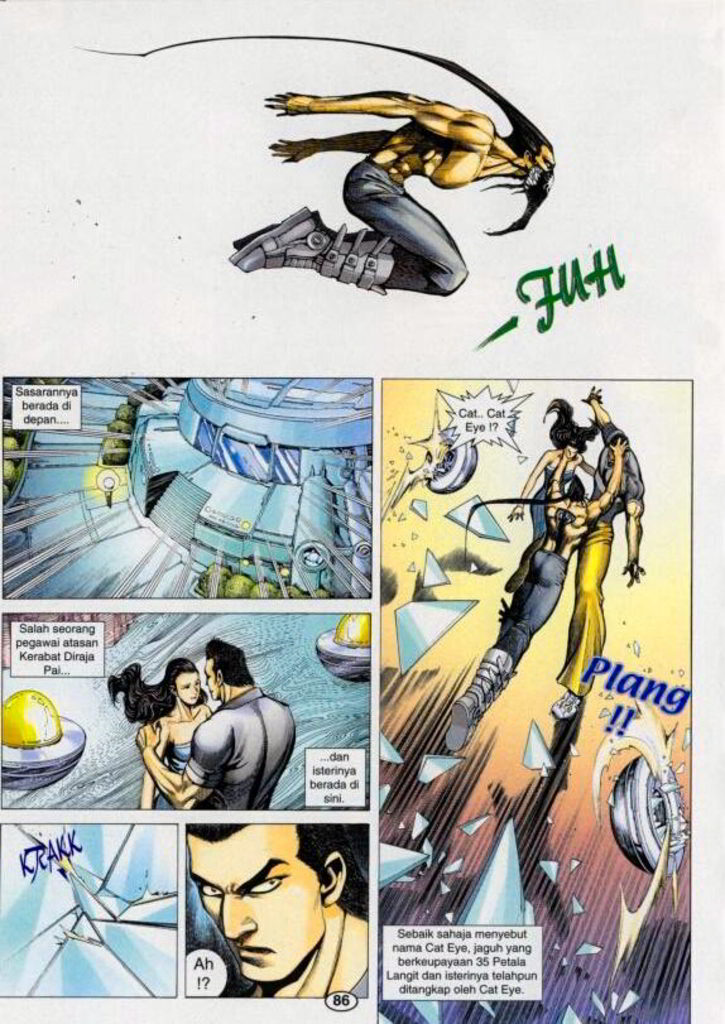 FUH
Sasarannya
berada di
depan....
Salah seorang
pegawai atasan
Kerabat Diraja
Pai...
...dan
isterinya
berada di
sini.
KRAKK
Ah
!?
Cat.. Cat
Eye !?
Plang
!!
Sebaik sahaja menyebut
nama Cat Eye, jaguh yang
berkeupayaan 35 Petala
Langit dan isterinya telahpun
ditangkap oleh Cat Eye.
86